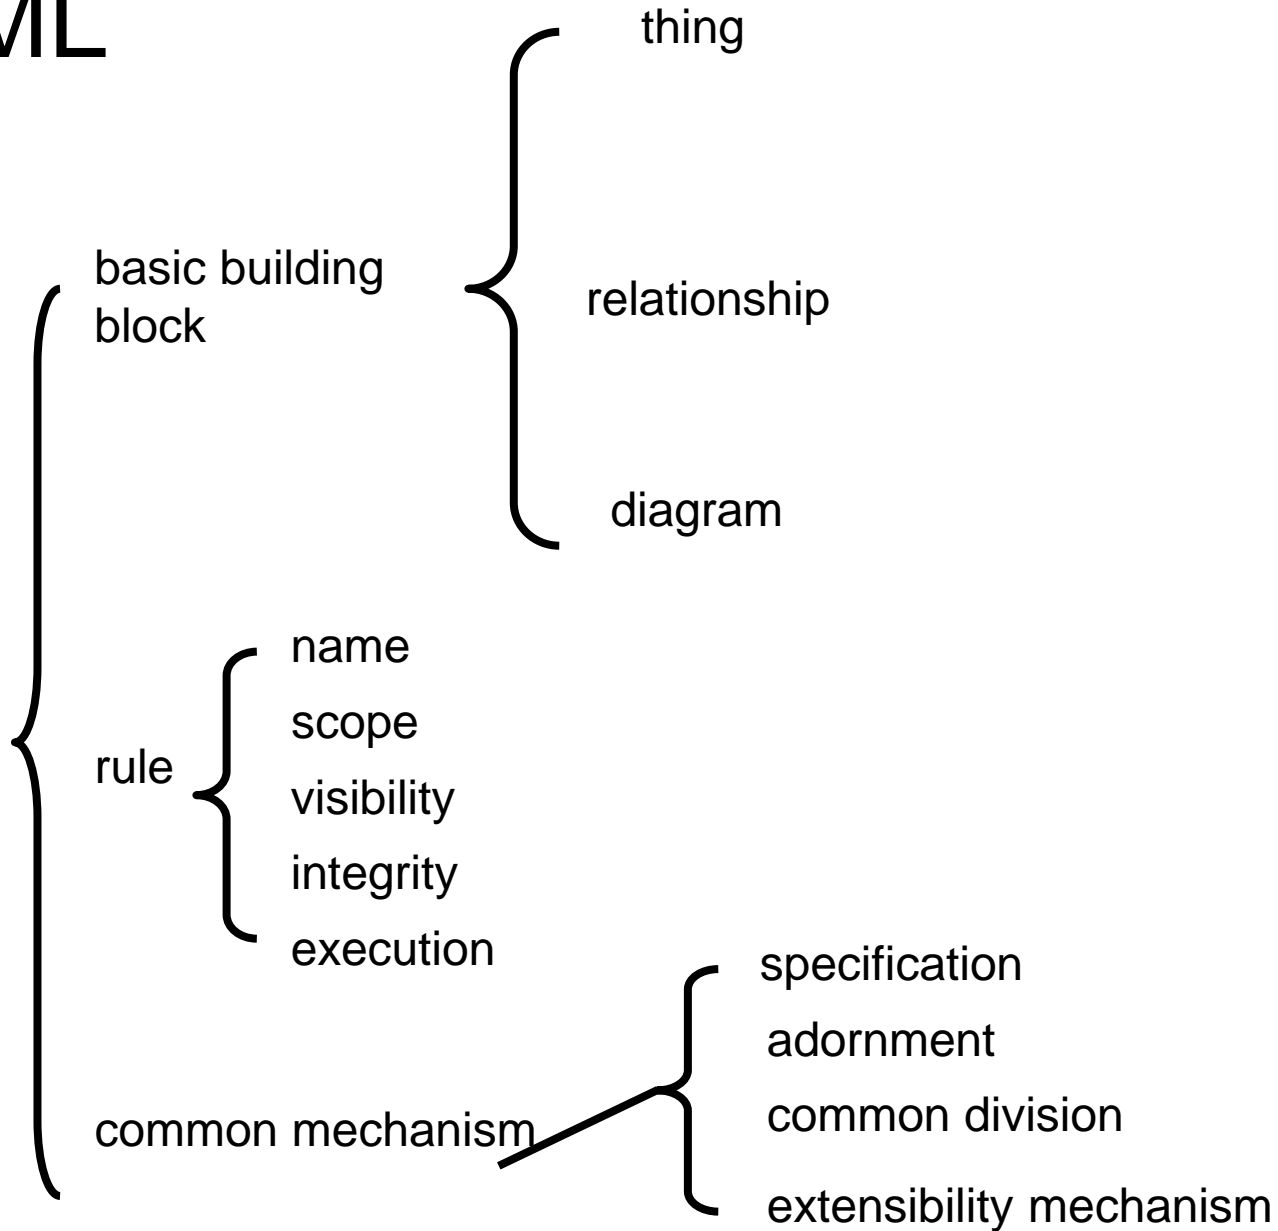 ML
thing
basic building
block
relationship
diagram
name
scope
rule
visibility
integrity
execution
specification
adornment
common division
common mechanism
extensibility mechanism